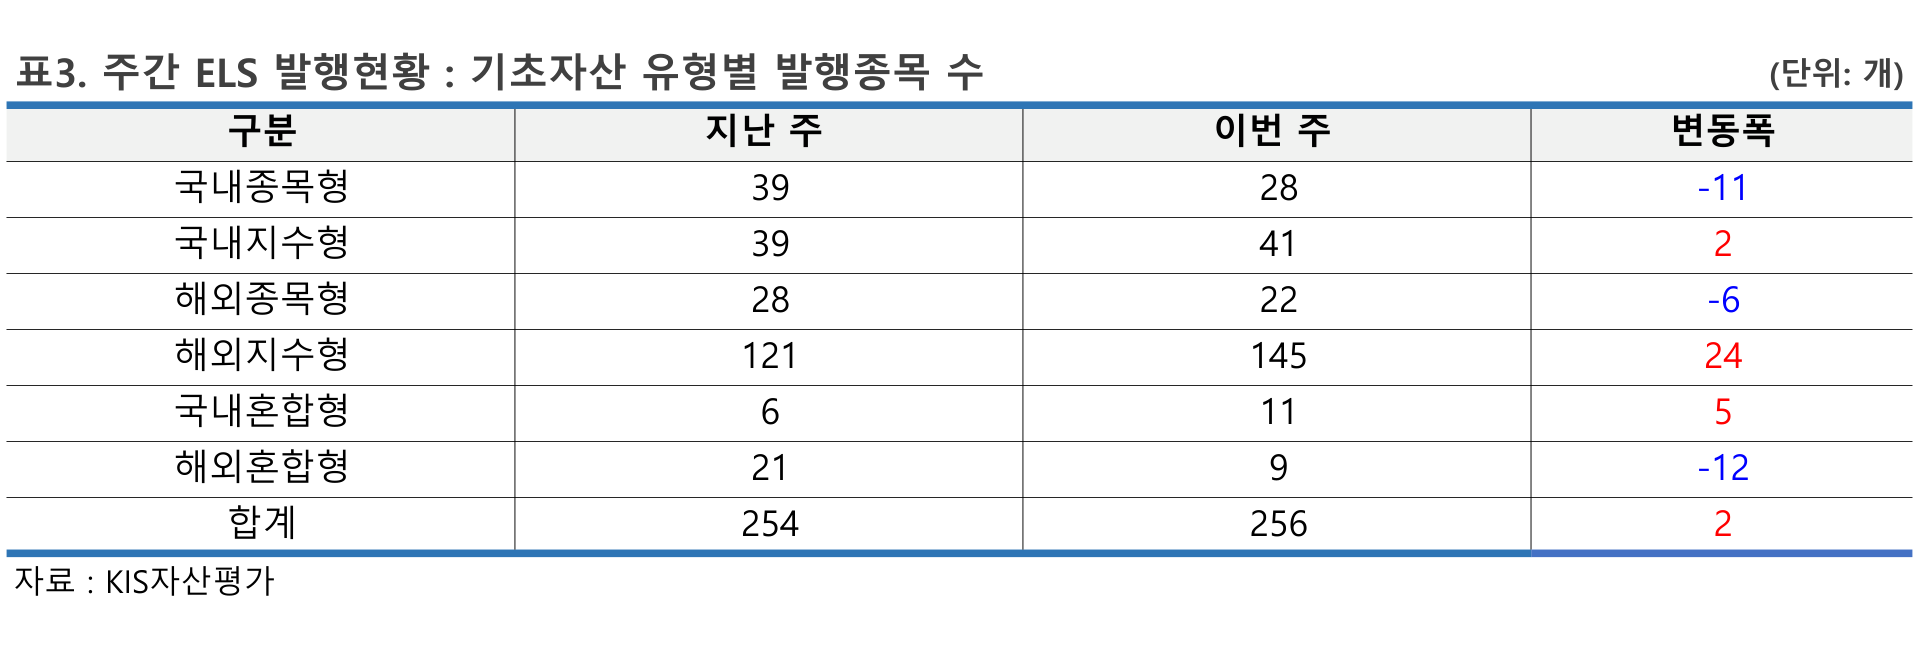 표3. 주간 ELS 발행현황 : 기초자산 유형별 발행종목 수 (단위: 개)
구분 지난 주 이번 주 변동폭
국내종목형 39 28 -11
국내지수형 39 41 2
해외종목형 28 22 -6
해외지수형 121 145 24
국내혼합형 6 11 5
해외혼합형 21 9 -12
합계 254 256 2
자료 : KIS자산평가